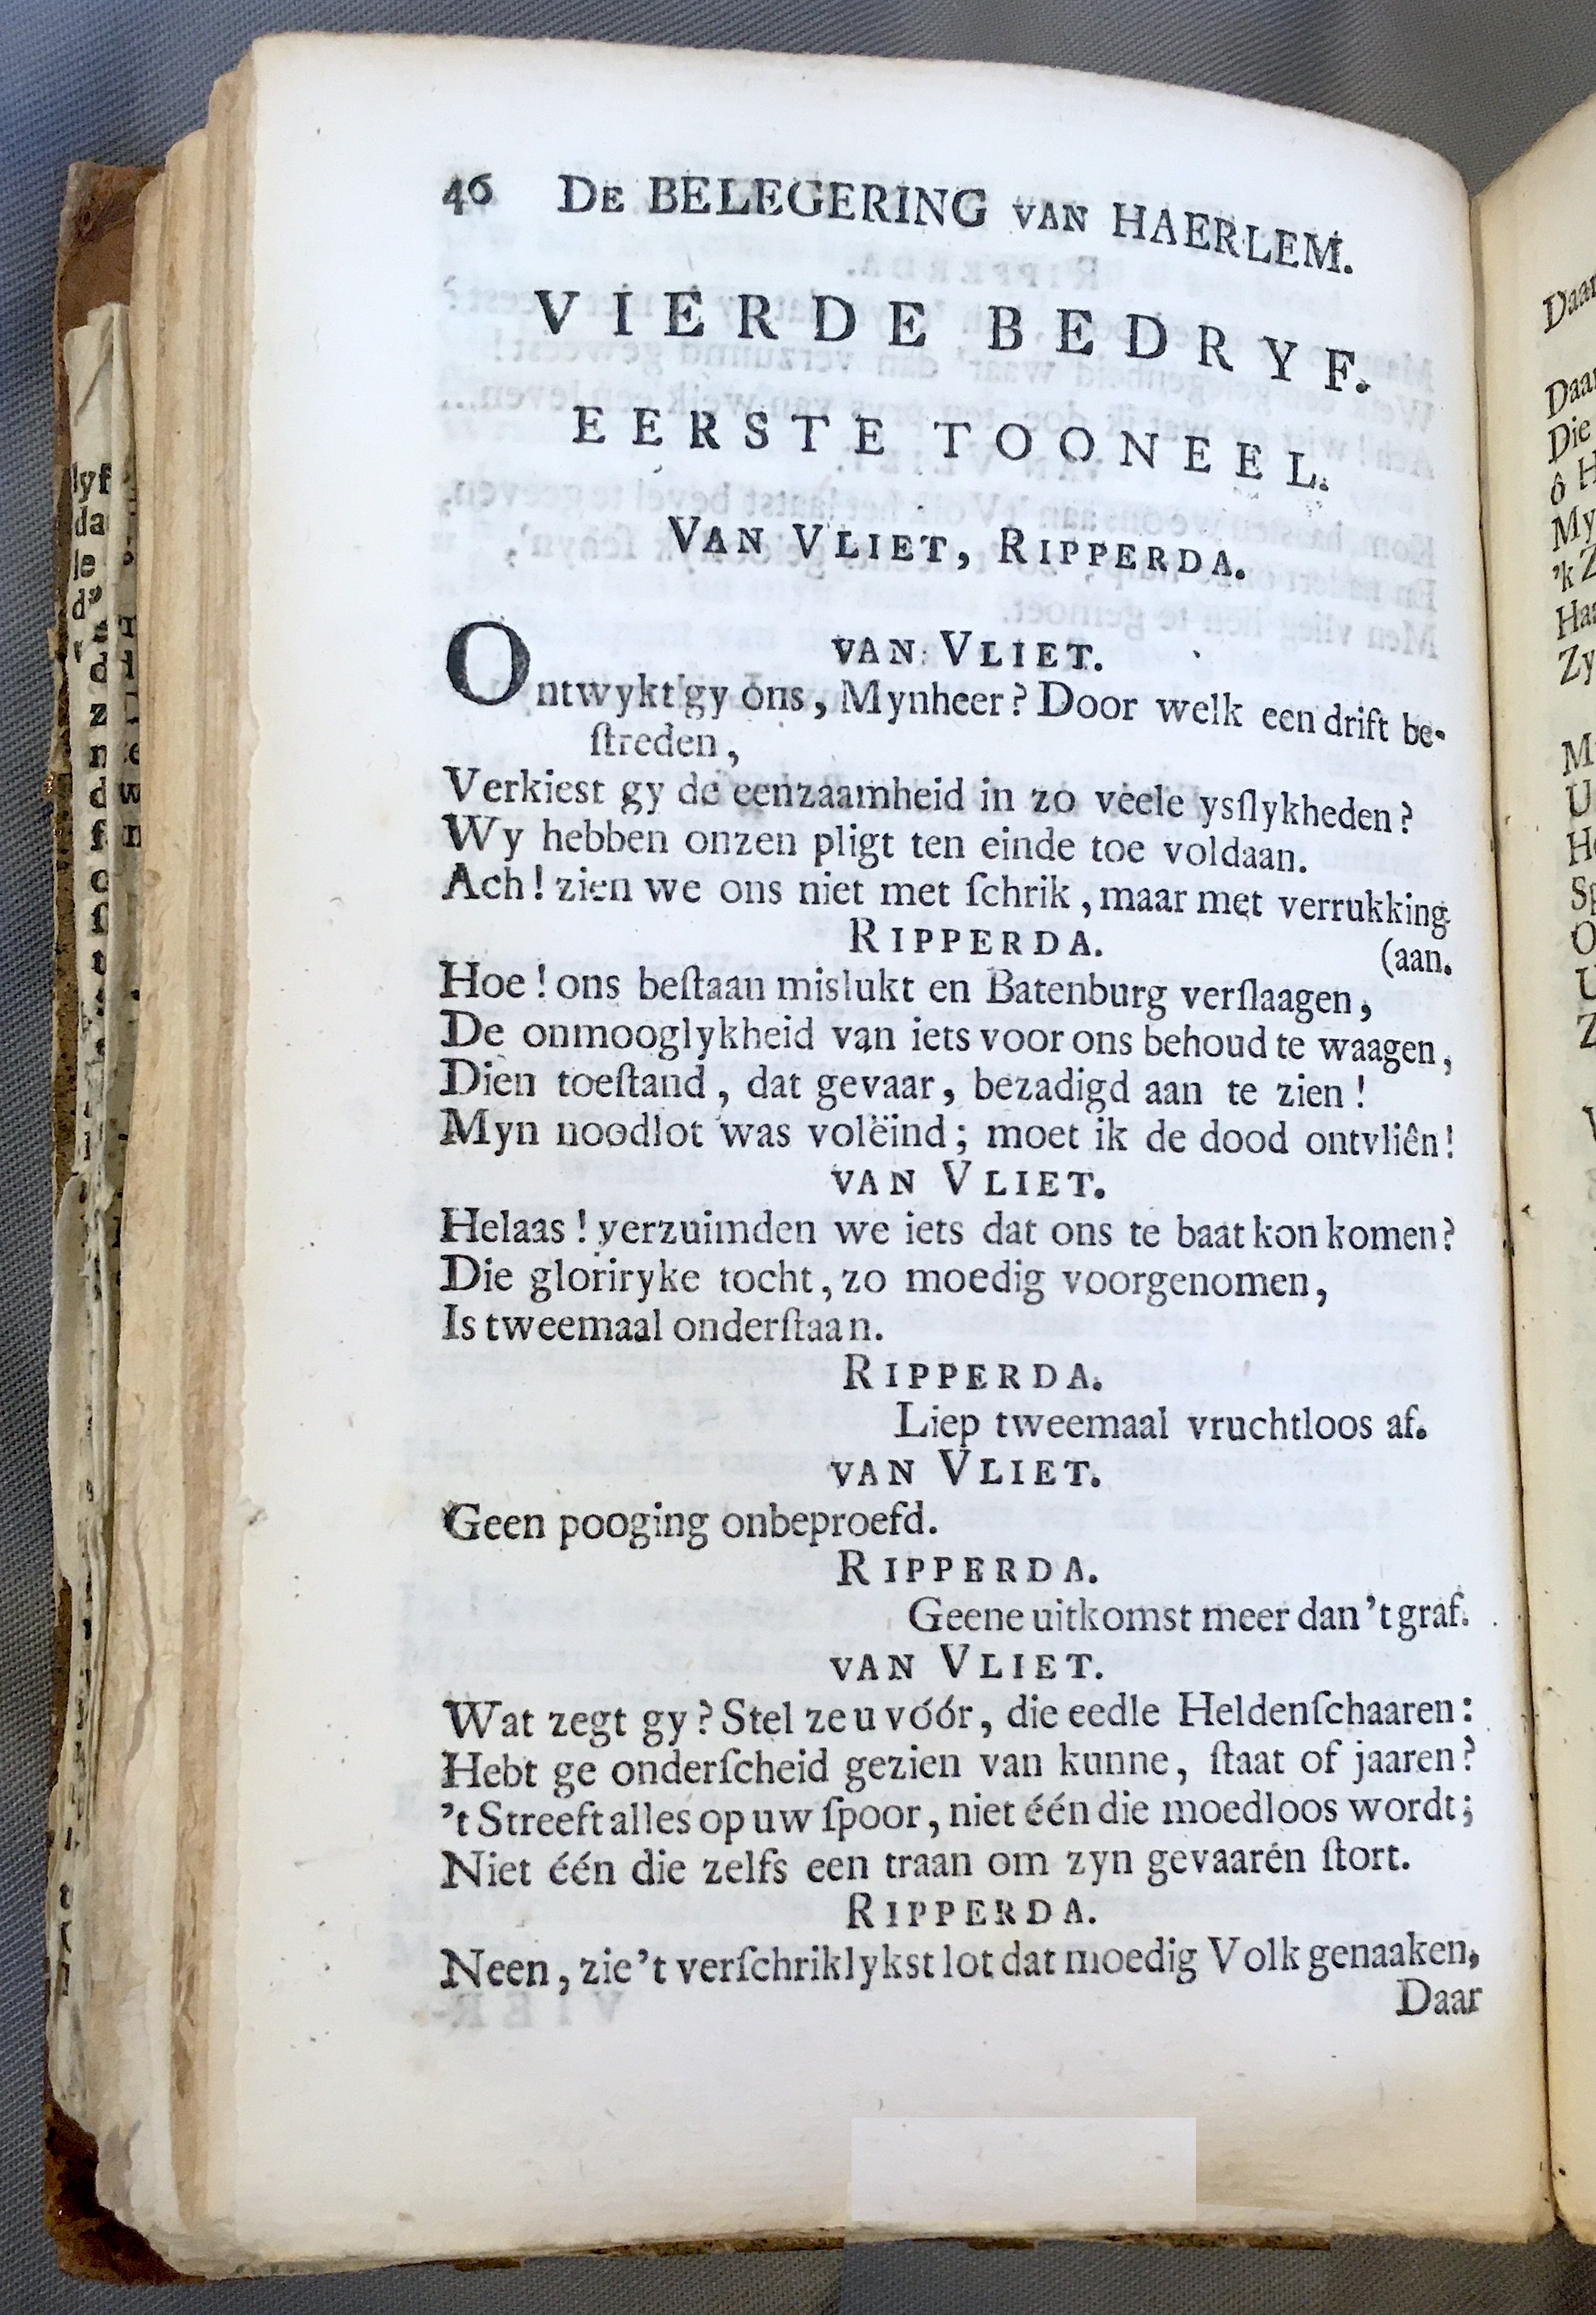 46 De BELEGERING van HAERLEM.
VIERDE BEDRYF.
EERSTE TOONEEL.
Van Vliet, Ripperda.
van Vliet.
Ontwykt gy ons, Mynheer? Door welk een drift be-
ſtreden,
Verkiest gy de eenzaamheid in zo veele ysſlykheden?
Wy hebben onzen pligt ten einde toe voldaan.
Ach! zien we ons niet met ſchrik, maar met verrukking
Ripperda. (aan.
Hoe! ons beſtaan mislukt en Batenburg verſlaagen,
De onmooglykheid van iets voor ons behoud te waagen,
Dien toeſtand, dat gevaar, bezadigd aan te zien!
Myn noodlot was volëind; moet ik de dood ontvliên!
van Vliet.
Helaas! verzuimden we iets dat ons te baat kon komen?
Die gloriryke tocht, zo moedig voorgenomen,
Is tweemaal onderſtaan.
Ripperda.
Liep tweemaal vruchtloos af.
van Vliet.
Geen pooging onbeproefd.
Ripperda.
Geene uitkomst meer dan 't graf.
van Vliet.
Wat zegt gy? Stel ze u vóór, die eedle Heldenſchaaren:
Hebt ge onderſcheid gezien van kunne, ſtaat of jaaren?
't Streeft alles op uw ſpoor, niet één die moedloos wordt;
Niet één die zelfs een traan om zyn gevaarén ſtort.
Ripperda.
Neen, zie 't verſchriklykst lot dat moedig Volk genaaken,
Daar